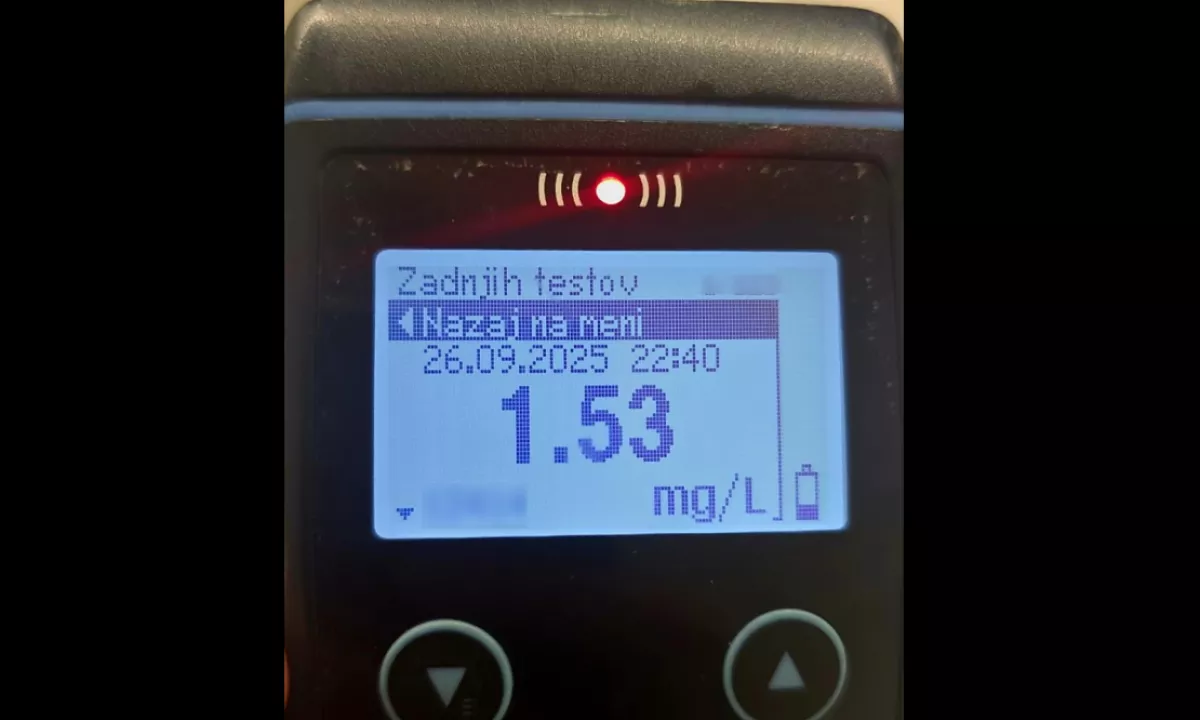 Zadnjih testov
Nazaj na meni
26.09.2025 22:40
1.53
mg/L